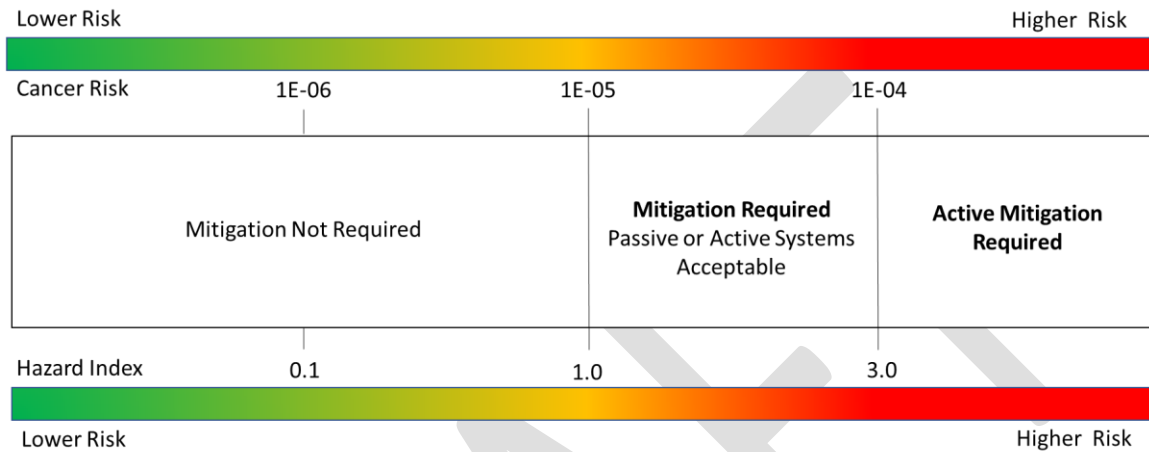 Lower Risk
Higher Risk
Cancer Risk
1E-06
1E-05
1E-04
Mitigation Not Required
Mitigation Required
Passive or Active Systems
Acceptable
Active Mitigation
Required
Hazard Index
0.1
1.0
3.0
Lower Risk
Higher Risk